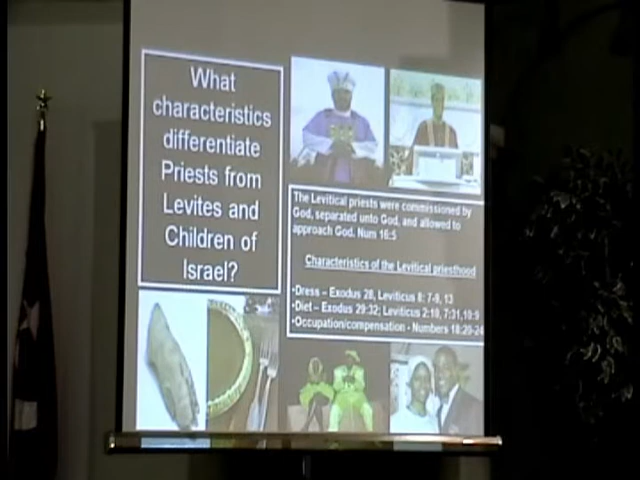 What
characteristics
differentiate
Priests from
Levites and
Children of
Israel?
The Levitical priests were commissioned by
God, separated unto God, and allowed to
approach God. Num 16:5
Characteristics of the Levitical priesthood
•Dress – Exodus 28, Leviticus 8: 7-9, 13
•Diet – Exodus 29:32; Leviticus 2:10, 7:31,10:9
•Occupation/compensation - Numbers 18:20-24